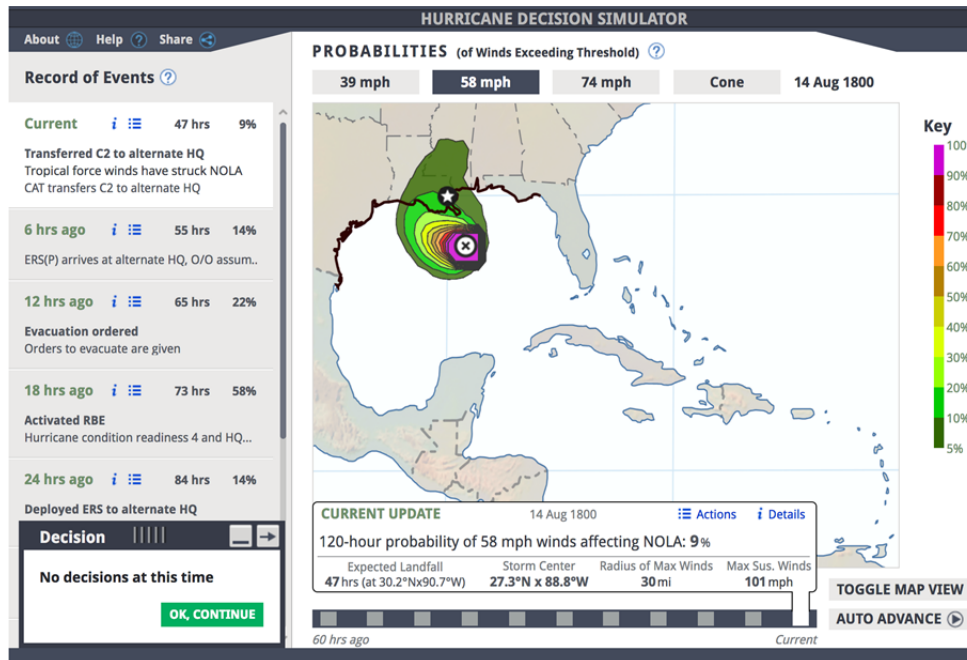 HURRICANE DECISION SIMULATOR
About Help ? Share
Record of Events ?
Current i 47 hrs 9%
Transferred C2 to alternate HQ
Tropical force winds have struck NOLA
CAT transfers C2 to alternate HQ
6 hrs ago i 55 hrs 14%
ERS(P) arrives at alternate HQ, O/O assum..
12 hrs ago i 65 hrs 22%
Evacuation ordered
Orders to evacuate are given
18 hrs ago i 73 hrs 58%
Activated RBE
Hurricane condition readiness 4 and HQ...
24 hrs ago i 84 hrs 14%
Deployed ERS to alternate HQ
Decision
No decisions at this time
OK, CONTINUE
PROBABILITIES (of Winds Exceeding Threshold) ?
39 mph 58 mph 74 mph Cone 14 Aug 1800
Key
100
90%
80%
70%
60%
50%
40%
30%
20%
10%
5%
CURRENT UPDATE 14 Aug 1800 Actions i Details
120-hour probability of 58 mph winds affecting NOLA: 9%
Expected Landfall Storm Center Radius of Max Winds Max Sus. Winds
47 hrs (at 30.2°Nx90.7°W) 27.3°N x 88.8°W 30 mi 101 mph
60 hrs ago Current
TOGGLE MAP VIEW
AUTO ADVANCE